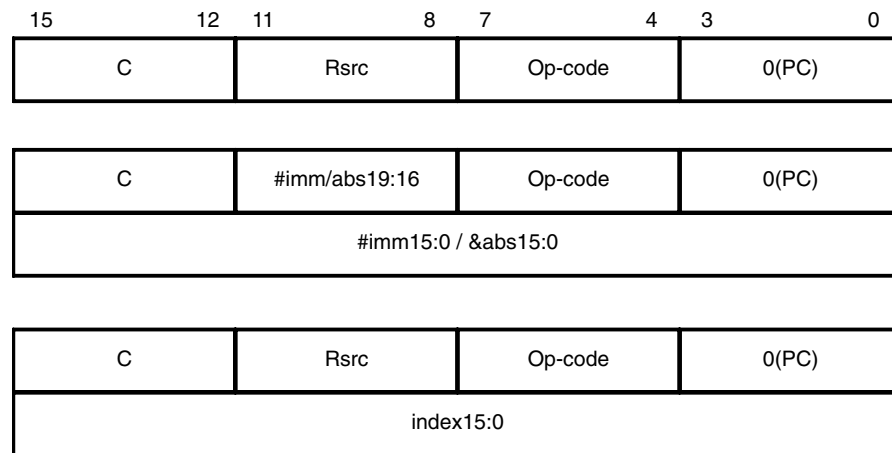 15 12 11 8 7 4 3 0
C Rsrc Op-code 0(PC)
C #imm/abs19:16 Op-code 0(PC)
#imm15:0 / &abs15:0
C Rsrc Op-code 0(PC)
index15:0